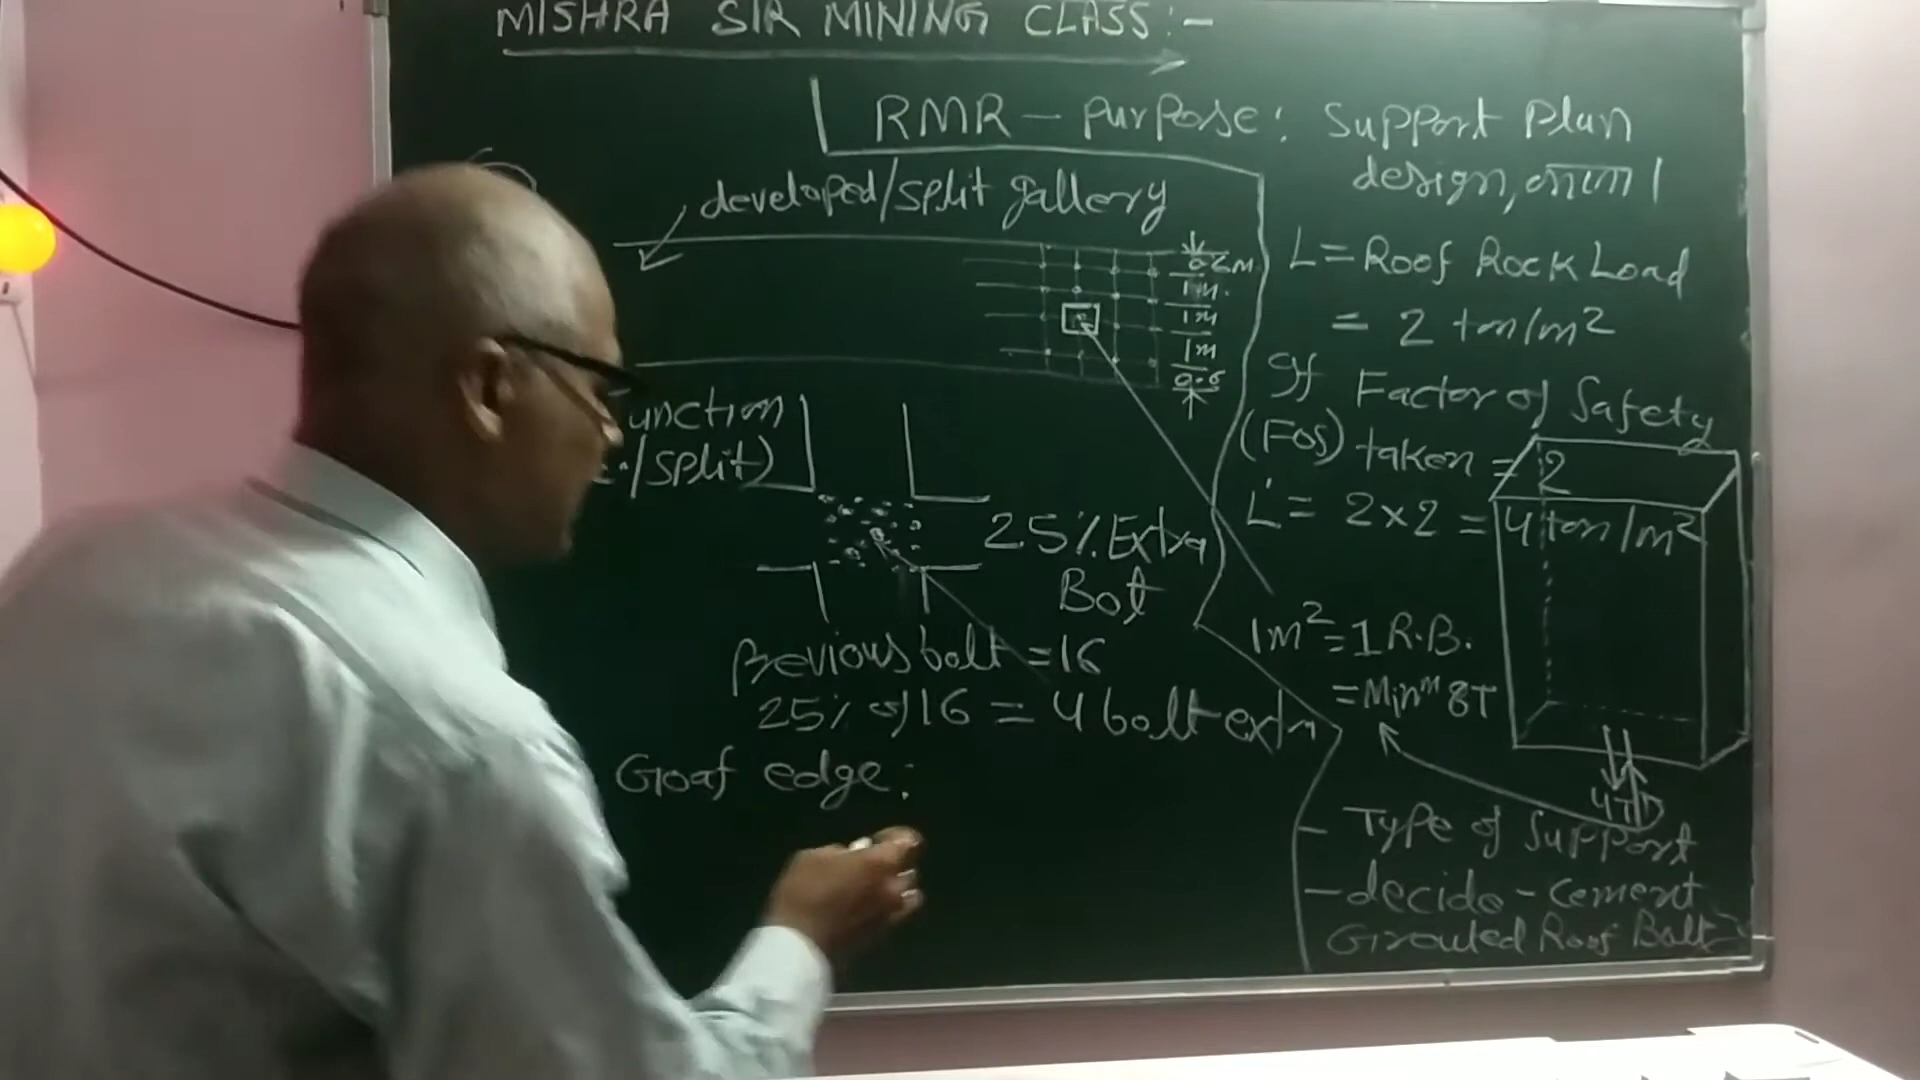 MISHRA SIR MINING CLASS:-
RMR - Purpose: Support Plan
design,
developed/split gallery
0.6m
1m.
1m
1m
0.6
L = Roof Rock Load
= 2 ton/m²
If Factor of Safety
(FOS) taken = 2
L' = 2×2 = 4 ton/m²
unction
/split)
25% Extra
Bot
previous bolt = 16
25% of 16 = 4 bolt extra
Goaf edge:
1m² = 1 R.B.
= Minᵐ 8T
4T
- Type of Support
- decide - Cement
Grouted Roof Bolt